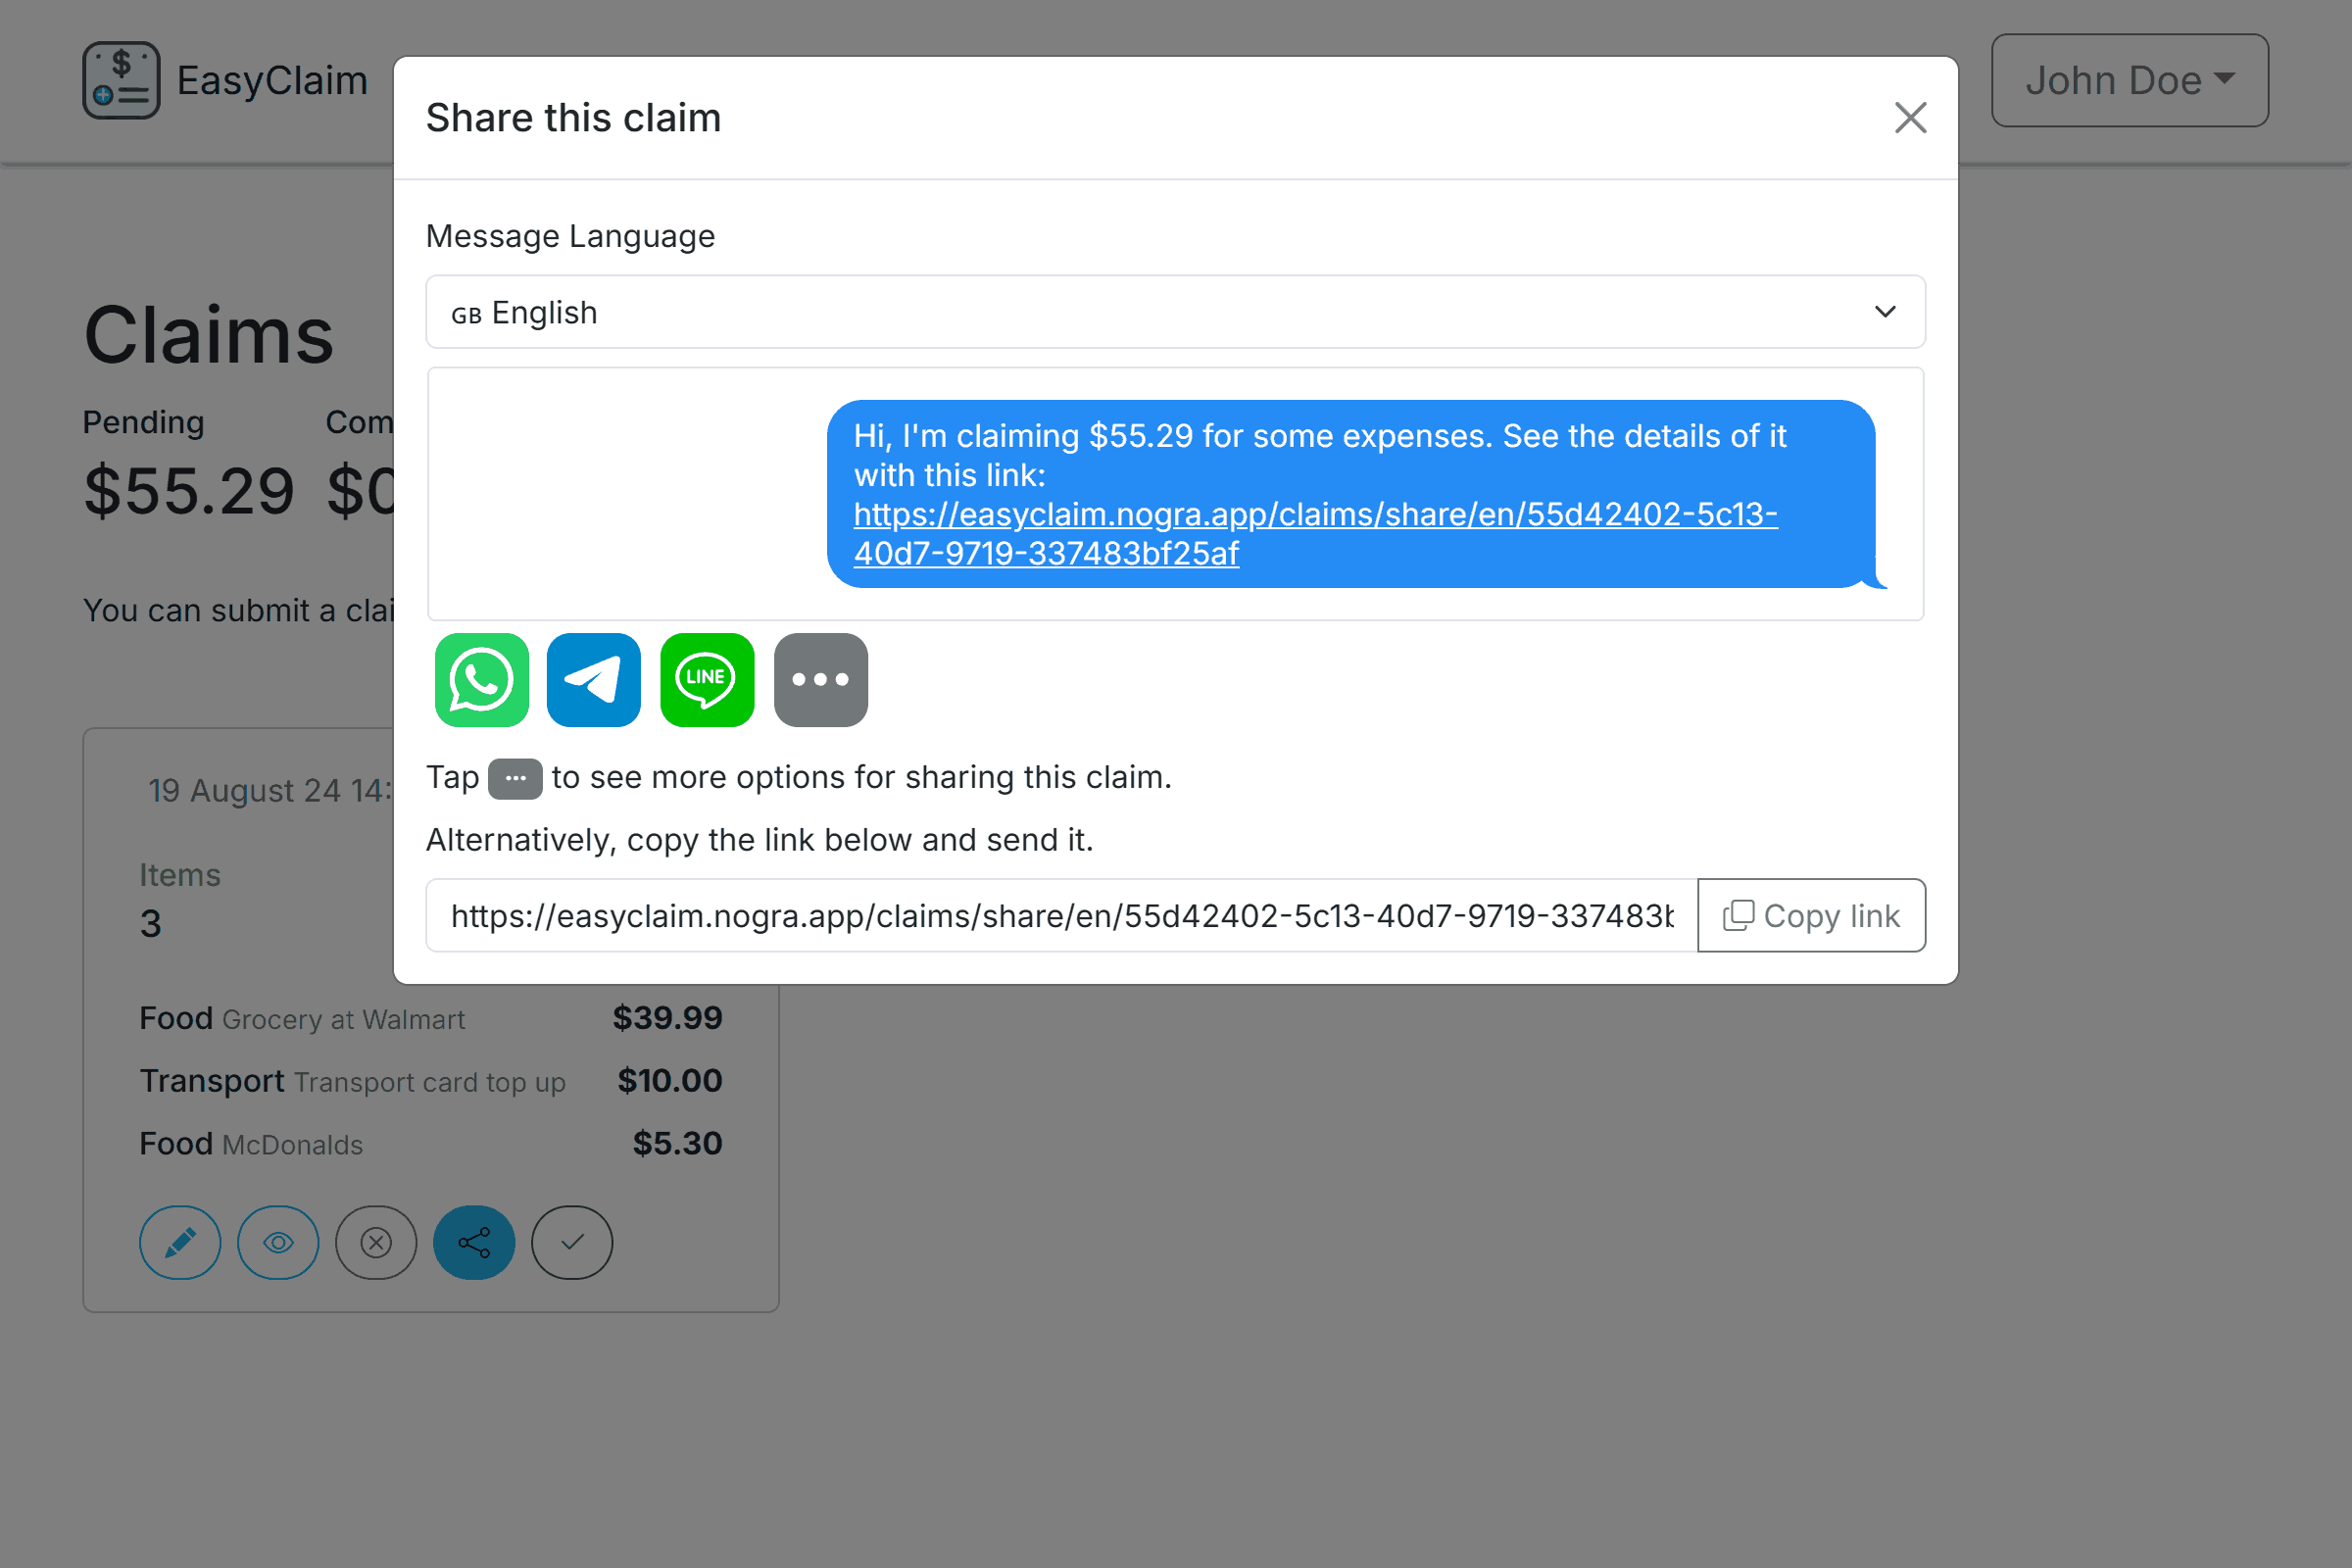 $
EasyClaim
John Doe
Share this claim
Message Language
GB English
Hi, I'm claiming $55.29 for some expenses. See the details of it
with this link:
https://easyclaim.nogra.app/claims/share/en/55d42402-5c13-
40d7-9719-337483bf25af
LINE
Tap ··· to see more options for sharing this claim.
Alternatively, copy the link below and send it.
https://easyclaim.nogra.app/claims/share/en/55d42402-5c13-40d7-9719-337483b
Copy link
Claims
Pending Com
$55.29 $0
You can submit a clai
19 August 24 14:
Items
3
Food Grocery at Walmart $39.99
Transport Transport card top up $10.00
Food McDonalds $5.30